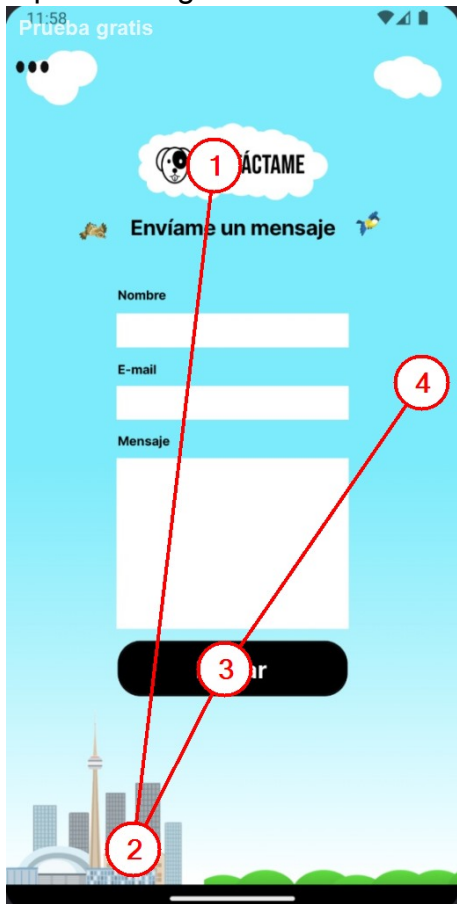 11:58
Prueba gratis
1 ÁCTAME
Envíame un mensaje
Nombre
E-mail
4
Mensaje
3 ar
2